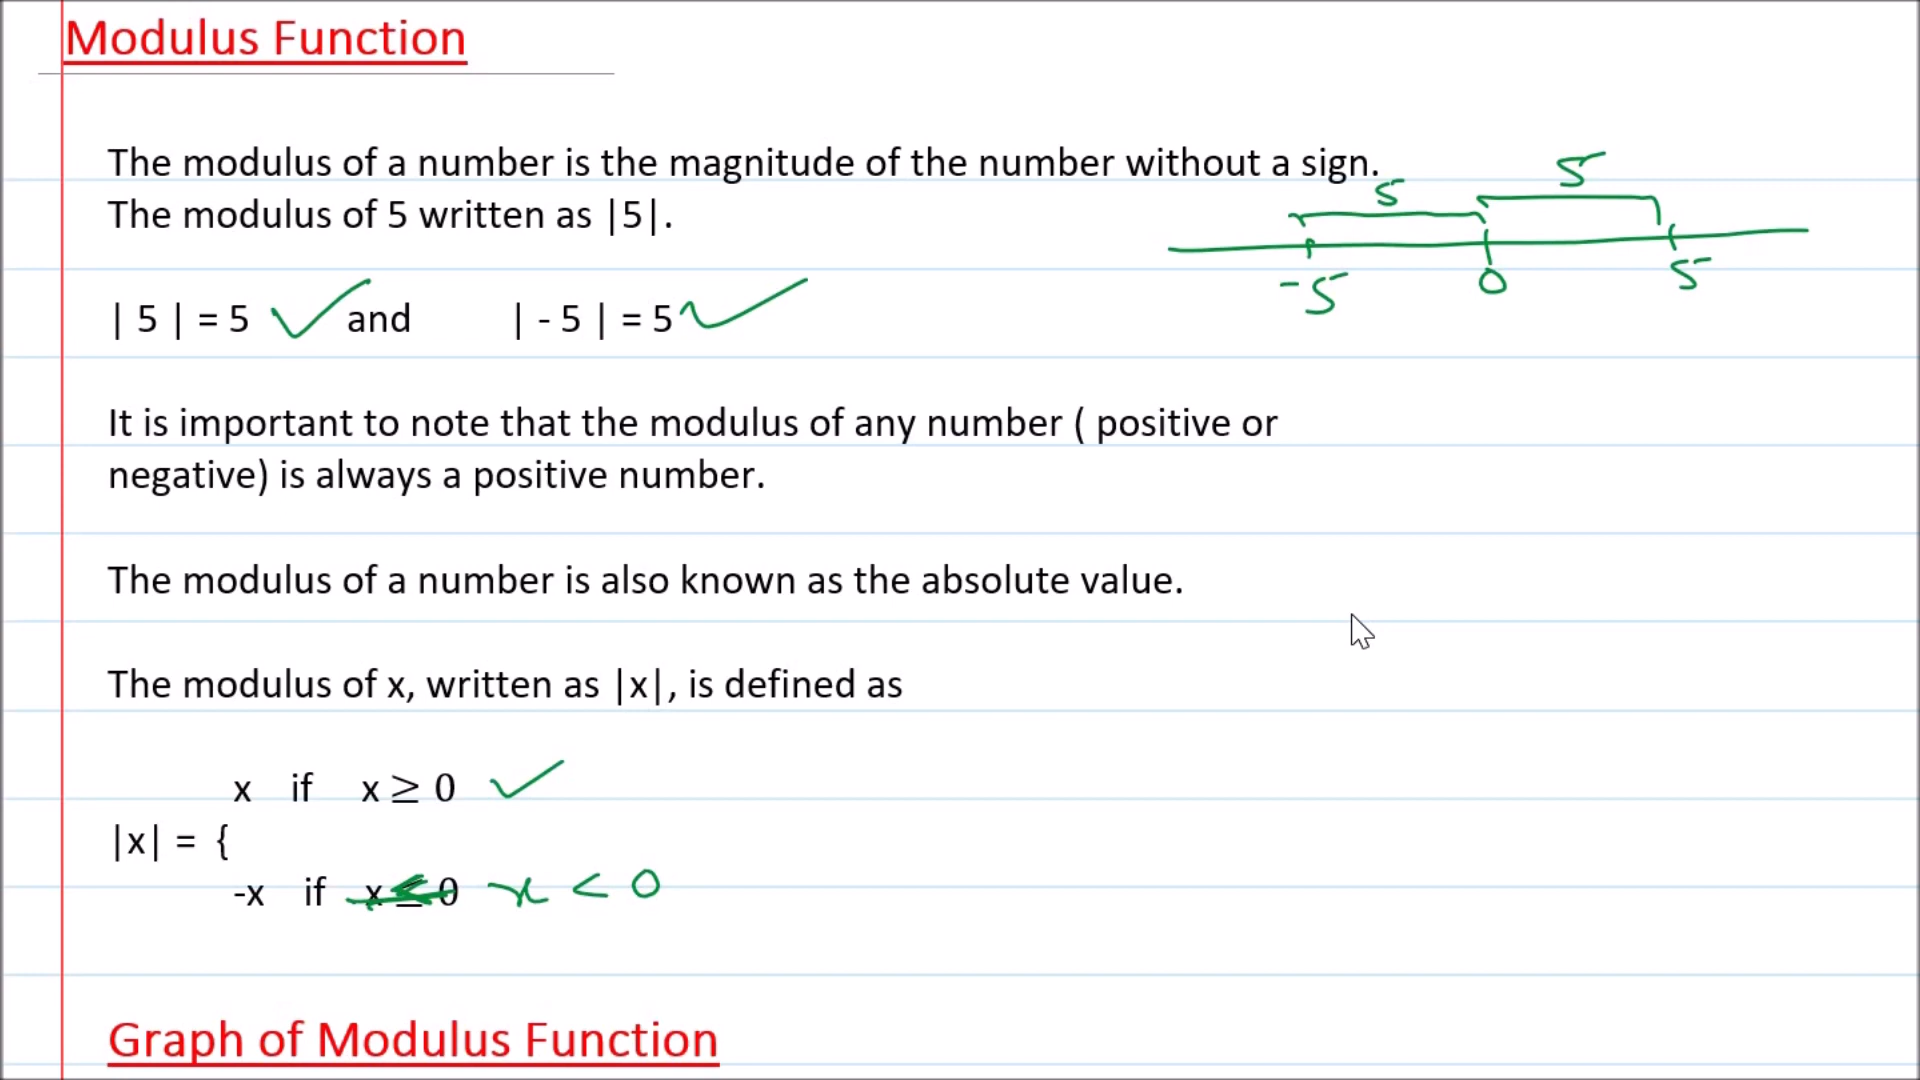 Modulus Function
The modulus of a number is the magnitude of the number without a sign.
5
5
The modulus of 5 written as |5|.
-5 0 5
| 5 | = 5 and | - 5 | = 5
It is important to note that the modulus of any number ( positive or
negative) is always a positive number.
The modulus of a number is also known as the absolute value.
The modulus of x, written as |x|, is defined as
x if x ≥ 0
|x| = {
-x if x ≤ 0 x < 0
Graph of Modulus Function